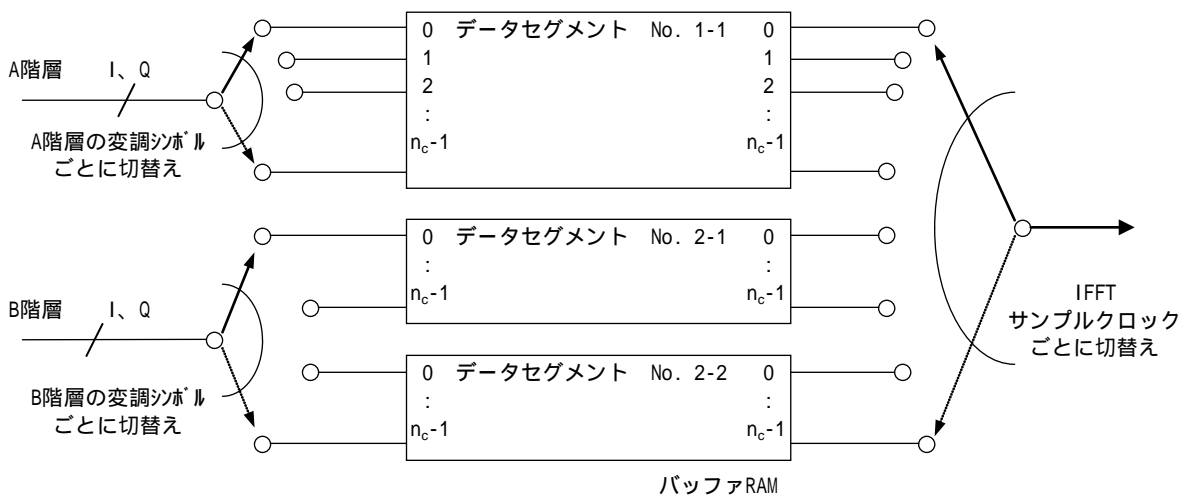 0 データセグメント No. 1-1 0
1 1
2 2
: :
nc-1 nc-1
A階層 I、Q
A階層の変調ｼﾝﾎﾞﾙ
ごとに切替え
0 データセグメント No. 2-1 0
: :
nc-1 nc-1
B階層 I、Q
B階層の変調ｼﾝﾎﾞﾙ
ごとに切替え
0 データセグメント No. 2-2 0
: :
nc-1 nc-1
IFFT
サンプルクロック
ごとに切替え
バッファRAM